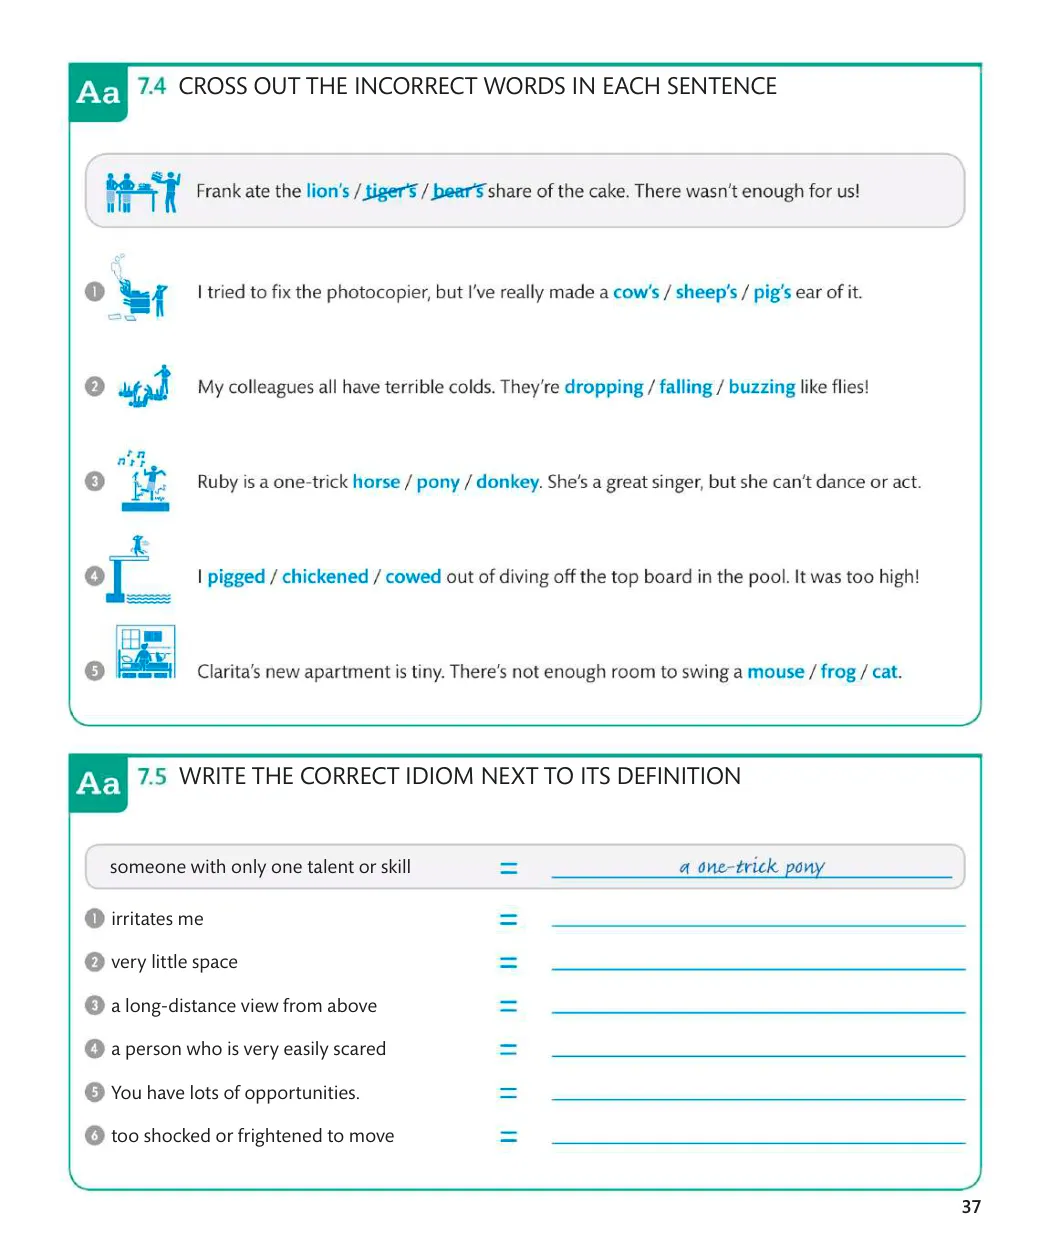 Aa 7.4 CROSS OUT THE INCORRECT WORDS IN EACH SENTENCE
Frank ate the lion's / tiger's / bear's share of the cake. There wasn't enough for us!
1 I tried to fix the photocopier, but I've really made a cow's / sheep's / pig's ear of it.
2 My colleagues all have terrible colds. They're dropping / falling / buzzing like flies!
3 Ruby is a one-trick horse / pony / donkey. She's a great singer, but she can't dance or act.
4 I pigged / chickened / cowed out of diving off the top board in the pool. It was too high!
5 Clarita's new apartment is tiny. There's not enough room to swing a mouse / frog / cat.
Aa 7.5 WRITE THE CORRECT IDIOM NEXT TO ITS DEFINITION
someone with only one talent or skill = a one-trick pony
1 irritates me =
2 very little space =
3 a long-distance view from above =
4 a person who is very easily scared =
5 You have lots of opportunities. =
6 too shocked or frightened to move =
37